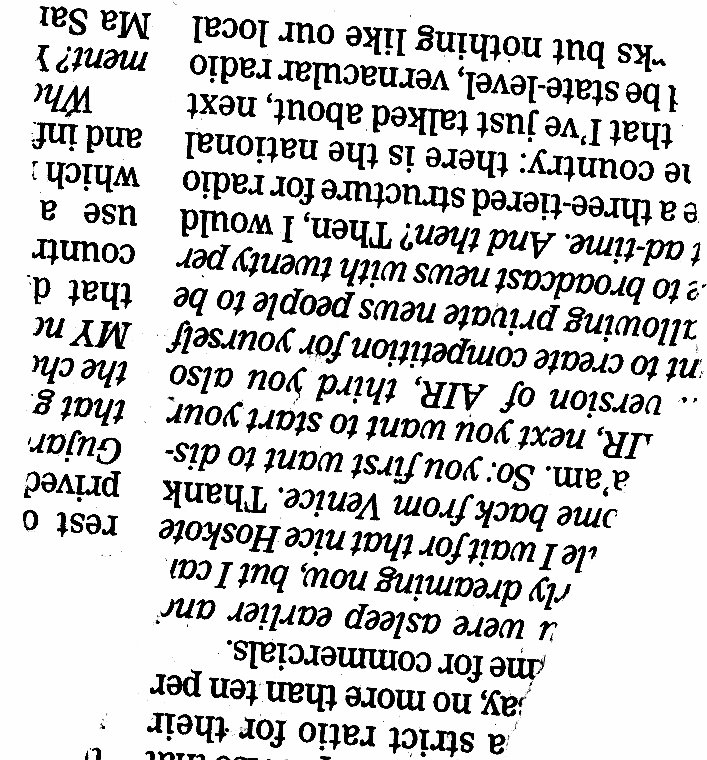 a strict ratio for their
ay, no more than ten per
me for commercials.
were asleep earlier and
rly dreaming now, but I can
le I wait for that nice Hoskote
ome back from Venice. Thank
a'am. So: you first want to dis-
IR, next you want to start your
version of AIR, third you also
nt to create competition for yourself
allowing private news people to be
to broadcast news with twenty per
t ad-time. And then? Then, I would
e a three-tiered structure for radio
e country: there is the national
that I've just talked about, next
be state-level, vernacular radio
ks but nothing like our local
rest o
prived
Gujar
that g
the ch
MY n
that d
countr
use a
which
and inf
Wh
ment? Y
Ma Sar